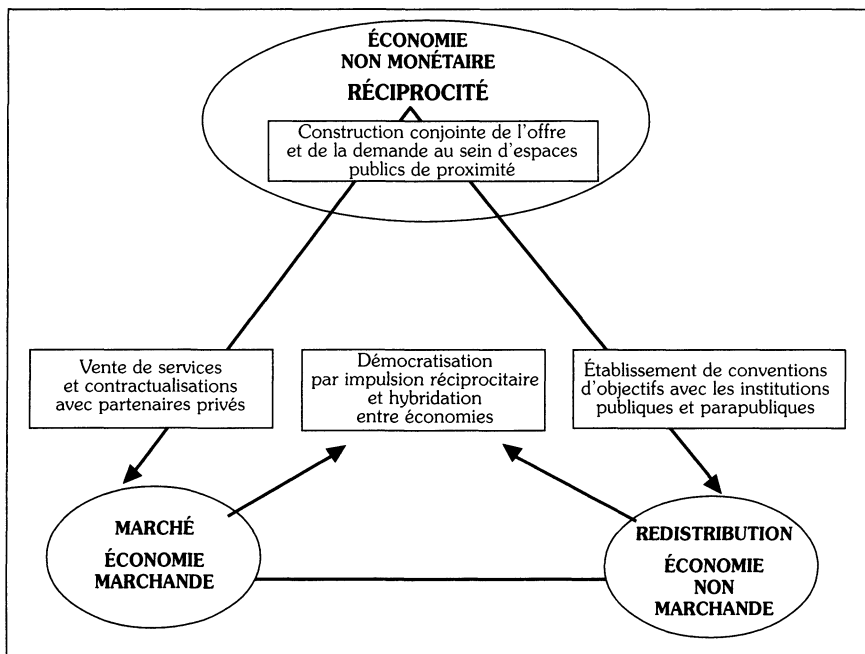 ÉCONOMIE
NON MONÉTAIRE
RÉCIPROCITÉ
Construction conjointe de l'offre
et de la demande au sein d'espaces
publics de proximité
Vente de services
et contractualisations
avec partenaires privés
Démocratisation
par impulsion réciprocitaire
et hybridation
entre économies
Établissement de conventions
d'objectifs avec les institutions
publiques et parapubliques
MARCHÉ
ÉCONOMIE
MARCHANDE
REDISTRIBUTION
ÉCONOMIE
NON
MARCHANDE